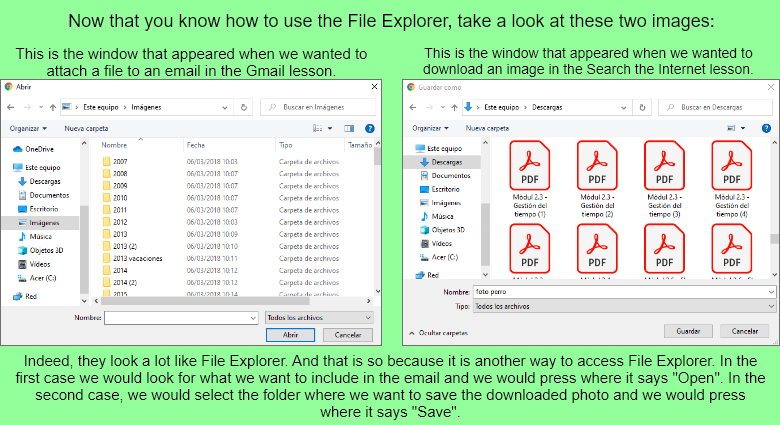 Now that you know how to use the File Explorer, take a look at these two images:
This is the window that appeared when we wanted to
attach a file to an email in the Gmail lesson.
Abrir
Este equipo > Imágenes
Buscar en Imágenes
Organizar
Nueva carpeta
OneDrive
Este equipo
Descargas
Documentos
Escritorio
Imágenes
Música
Objetos 3D
Vídeos
Acer (C:)
Red
Nombre Fecha Tipo Tamaño
2007 06/03/2018 10:03 Carpeta de archivos
2008 06/03/2018 10:07 Carpeta de archivos
2009 06/03/2018 10:07 Carpeta de archivos
2010 06/03/2018 10:07 Carpeta de archivos
2011 06/03/2018 10:07 Carpeta de archivos
2012 06/03/2018 10:07 Carpeta de archivos
2013 06/03/2018 10:09 Carpeta de archivos
2013 (2) 06/03/2018 10:10 Carpeta de archivos
2013 vacaciones 06/03/2018 10:11 Carpeta de archivos
2014 06/03/2018 10:12 Carpeta de archivos
2014 (2) 06/03/2018 10:12 Carpeta de archivos
2015 06/03/2018 10:14 Carpeta de archivos
Nombre:
Todos los archivos
Abrir
Cancelar
This is the window that appeared when we wanted to
download an image in the Search the Internet lesson.
Guardar como
Este equipo > Descargas
Buscar en Descargas
Organizar
Nueva carpeta
Este equipo
Descargas
Documentos
Escritorio
Imágenes
Música
Objetos 3D
Vídeos
Acer (C:)
Red
PDF PDF PDF PDF
Mòdul 2.3 - Mòdul 2.3 - Mòdul 2.3 - Mòdul 2.3 -
Gestión del Gestión del Gestión del Gestión del
tiempo (1) tiempo (2) tiempo (3) tiempo (4)
PDF PDF PDF PDF
Nombre: foto perro
Tipo: Todos los archivos
Ocultar carpetas
Guardar
Cancelar
Indeed, they look a lot like File Explorer. And that is so because it is another way to access File Explorer. In the
first case we would look for what we want to include in the email and we would press where it says "Open". In the
second case, we would select the folder where we want to save the downloaded photo and we would press
where it says "Save".